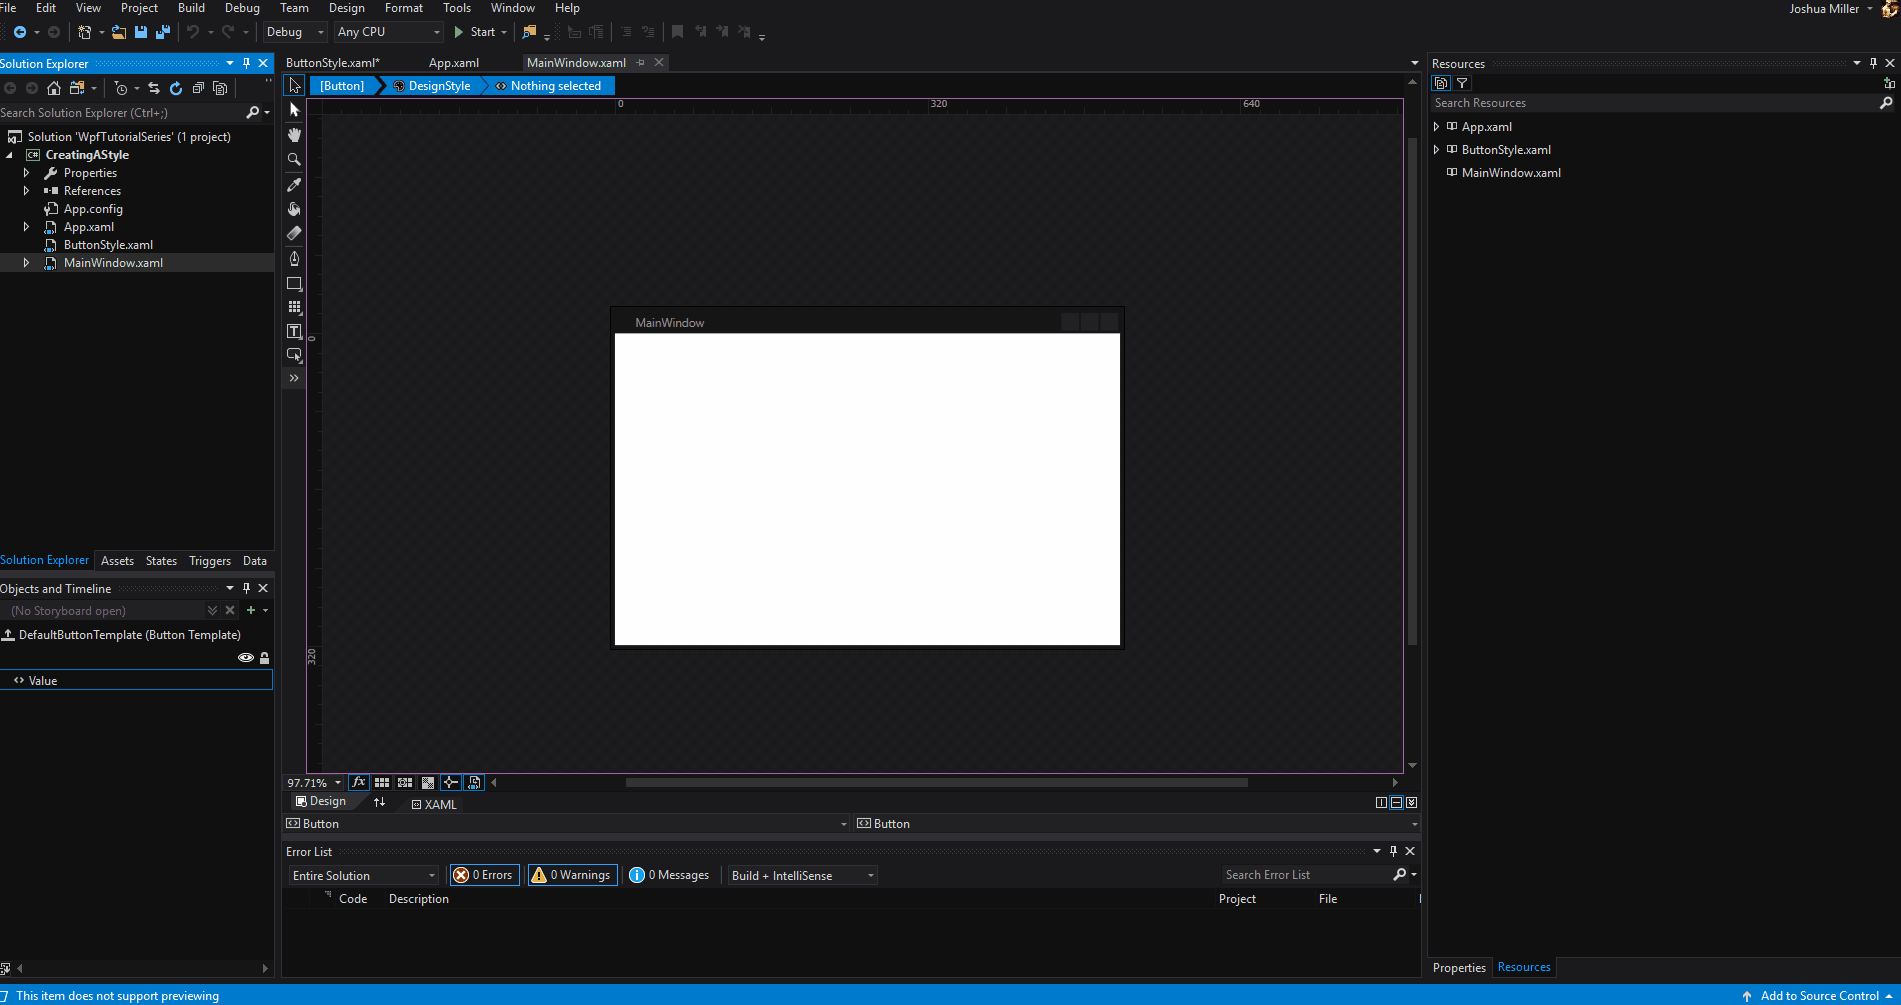 File Edit View Project Build Debug Team Design Format Tools Window Help
Joshua Miller
Debug Any CPU Start
Solution Explorer
Search Solution Explorer (Ctrl+;)
Solution 'WpfTutorialSeries' (1 project)
C# CreatingAStyle
Properties
References
App.config
App.xaml
ButtonStyle.xaml
MainWindow.xaml
Solution Explorer Assets States Triggers Data
Objects and Timeline
(No Storyboard open)
DefaultButtonTemplate (Button Template)
Value
ButtonStyle.xaml* App.xaml MainWindow.xaml
[Button] DesignStyle Nothing selected
0 320 640
0
320
MainWindow
97.71% fx
Design XAML
Button Button
Error List
Entire Solution 0 Errors 0 Warnings 0 Messages Build + IntelliSense Search Error List
Code Description Project File
Resources
Search Resources
App.xaml
ButtonStyle.xaml
MainWindow.xaml
Properties Resources
This item does not support previewing
Add to Source Control